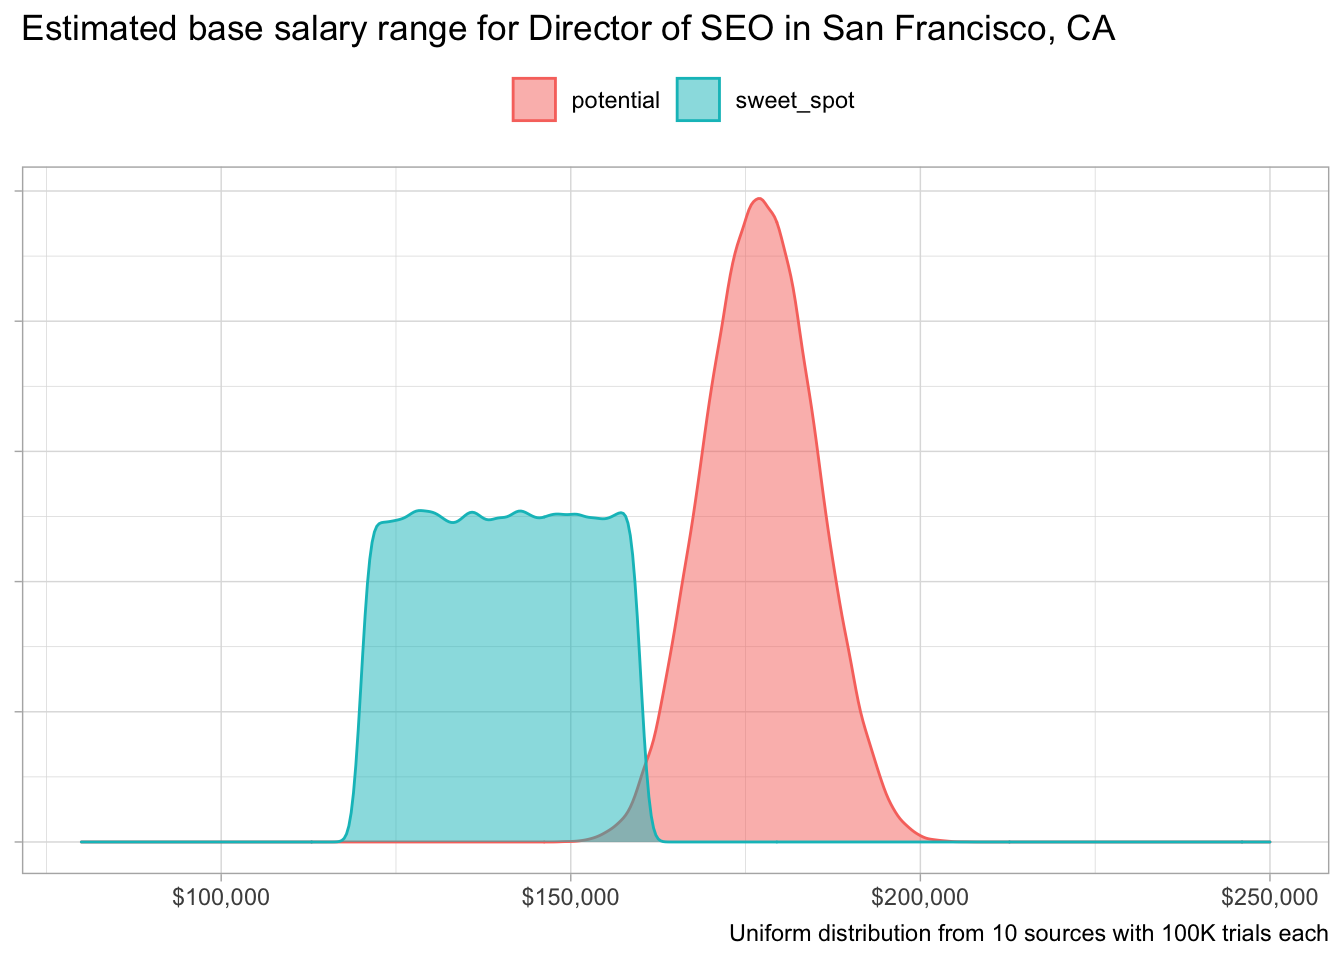 Estimated base salary range for Director of SEO in San Francisco, CA
potential
sweet_spot
$100,000
$150,000
$200,000
$250,000
Uniform distribution from 10 sources with 100K trials each